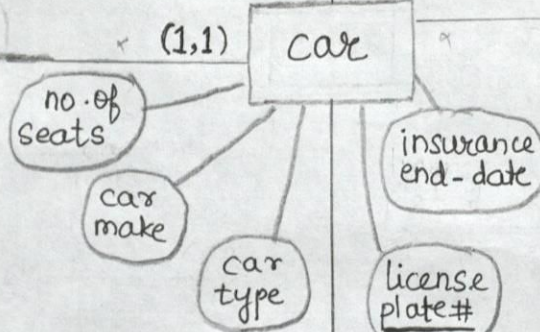 (1,1)
car
no.of
seats
car
make
car
type
license
plate#
insurance
end-date